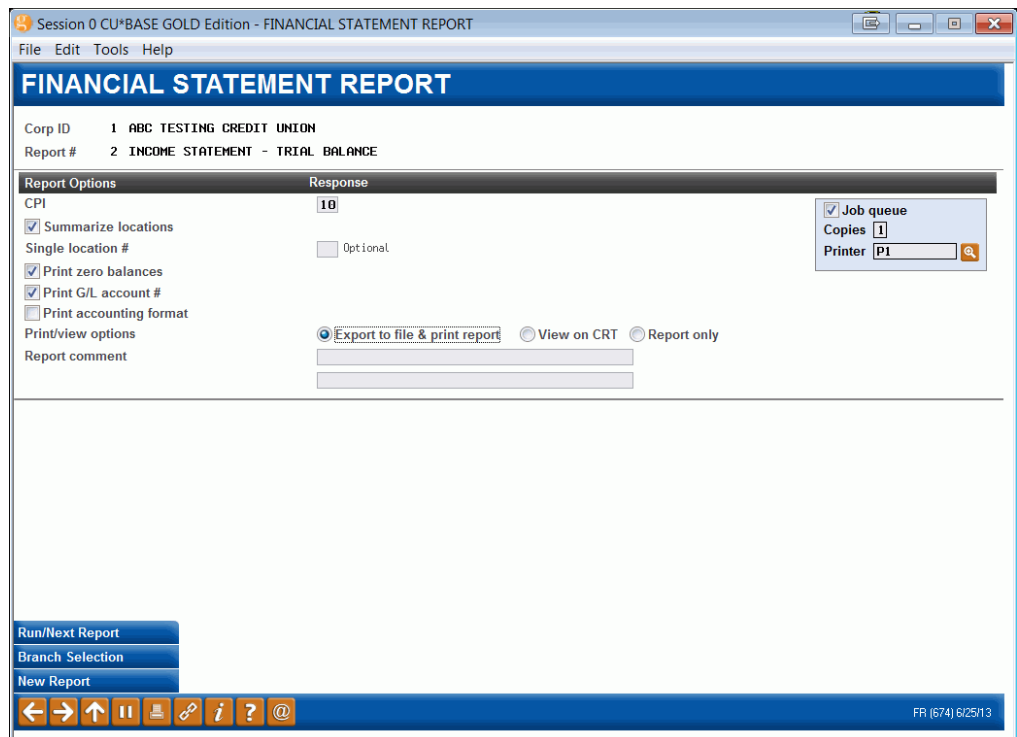 Session 0 CU*BASE GOLD Edition - FINANCIAL STATEMENT REPORT
File Edit Tools Help
FINANCIAL STATEMENT REPORT
Corp ID 1 ABC TESTING CREDIT UNION
Report # 2 INCOME STATEMENT - TRIAL BALANCE
Report Options Response
CPI 10
Job queue
Summarize locations
Copies 1
Single location # Optional
Printer P1
Print zero balances
Print G/L account #
Print accounting format
Print/view options Export to file & print report View on CRT Report only
Report comment
Run/Next Report
Branch Selection
New Report
i ? @
FR (674) 6/25/13